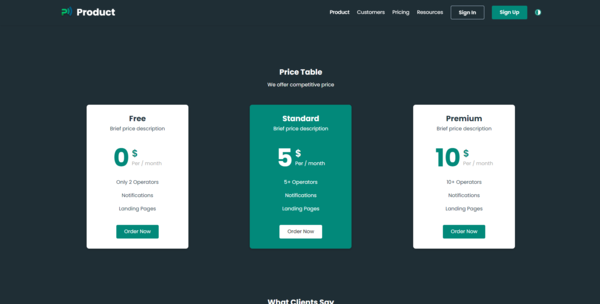 Product
Product Customers Pricing Resources Sign In Sign Up
Price Table
We offer competitive price
Free
Brief price description
0 $
Per / month
Only 2 Operators
Notifications
Landing Pages
Order Now
Standard
Brief price description
5 $
Per / month
5+ Operators
Notifications
Landing Pages
Order Now
Premium
Brief price description
10 $
Per / month
10+ Operators
Notifications
Landing Pages
Order Now
What Clients Say